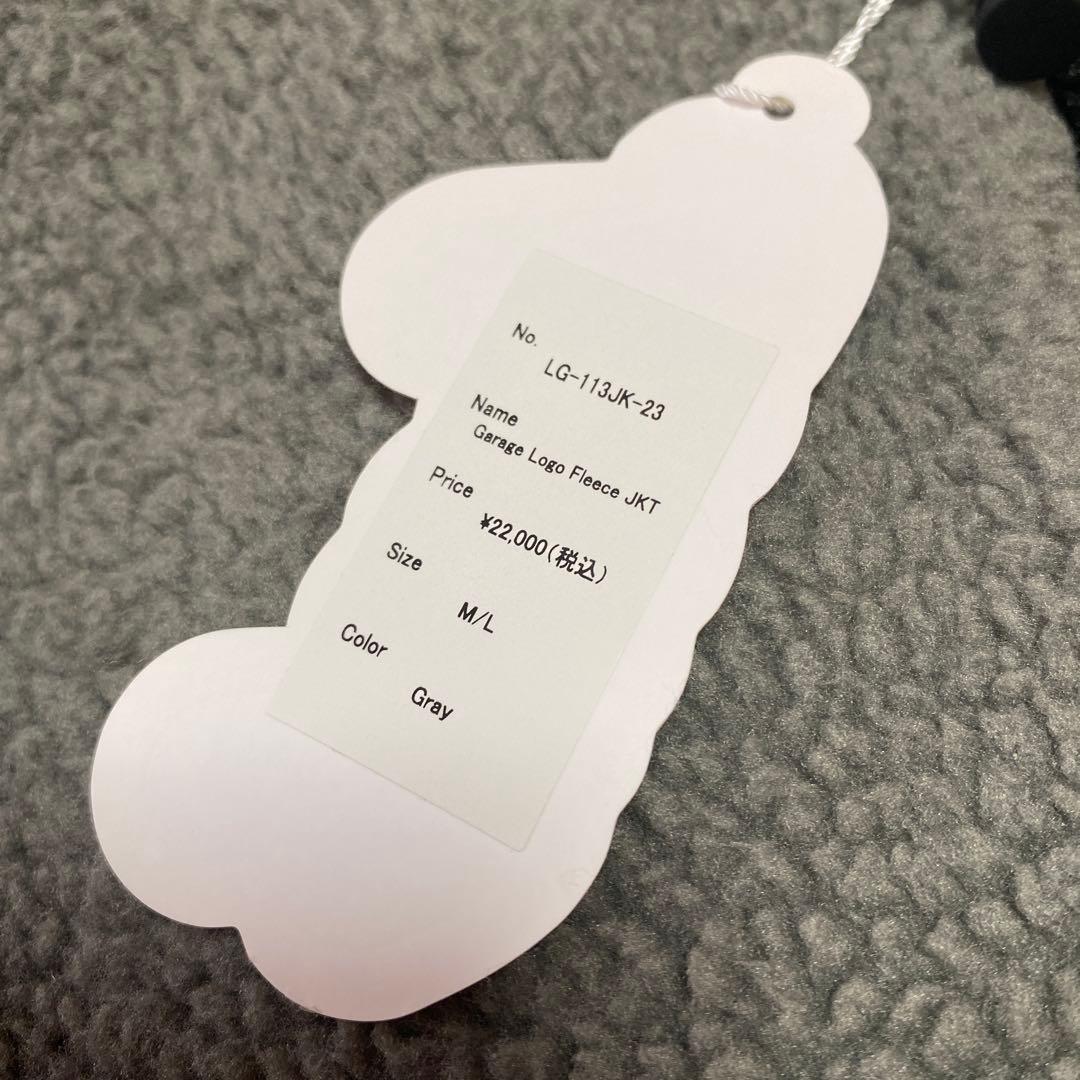 No.
LG-113JK-23
Name
Garage Logo Fleece JKT
Price
¥22,000(税込)
Size
M/L
Color
Gray